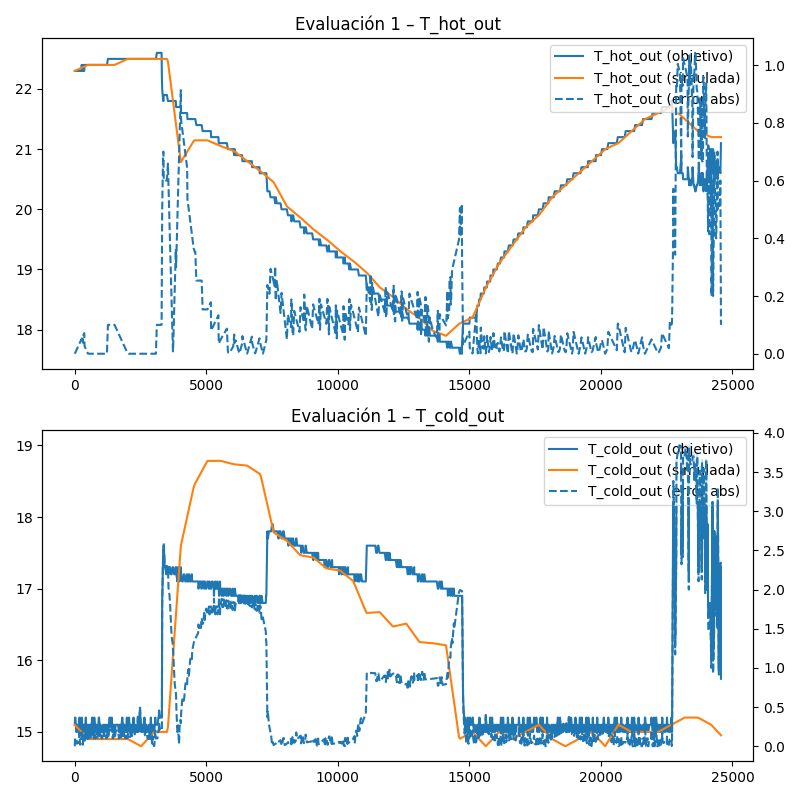 Evaluación 1 – T_hot_out
T_hot_out (objetivo)
T_hot_out (simulada)
T_hot_out (error abs)
22
21
20
19
18
1.0
0.8
0.6
0.4
0.2
0.0
0 5000 10000 15000 20000 25000
Evaluación 1 – T_cold_out
T_cold_out (objetivo)
T_cold_out (simulada)
T_cold_out (error abs)
19
18
17
16
15
4.0
3.5
3.0
2.5
2.0
1.5
1.0
0.5
0.0
0 5000 10000 15000 20000 25000